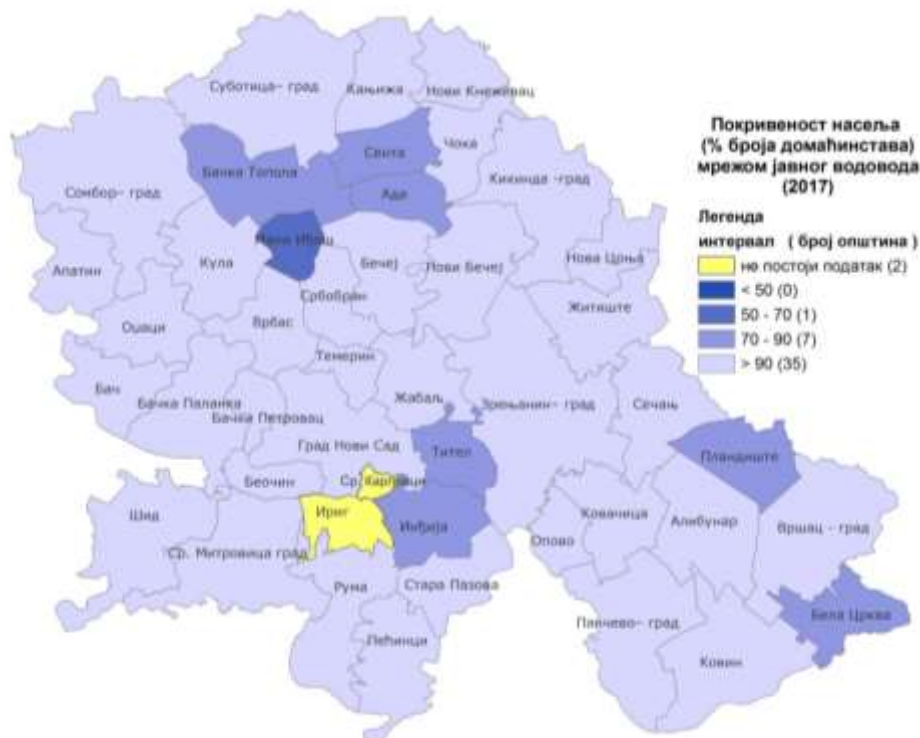 Суботица- град
Кањижа
Нови Кнежевац
Чока
Сента
Бачка Топола
Ада
Кикинда -град
Сомбор- град
Мали Иђош
Апатин
Кула
Бечеј
Нови Бечеј
Нова Црња
Србобран
Житиште
Оџаци
Врбас
Темерин
Бач
Бачка Паланка
Бачка Петровац
Жабаљ
Зрењанин- град
Сечањ
Град Нови Сад
Тител
Пландиште
Беочин
Ср. Карловци
Шид
Ириг
Инђија
Ковачица
Алибунар
Вршац - град
Ср. Митровица град
Опово
Рума
Стара Пазова
Бела Црква
Панчево- град
Пећинци
Ковин
Покривеност насеља
(% броја домаћинстава)
мрежом јавног водовода
(2017)
Легенда
интервал ( број општина )
не постоји податак (2)
< 50 (0)
50 - 70 (1)
70 - 90 (7)
> 90 (35)